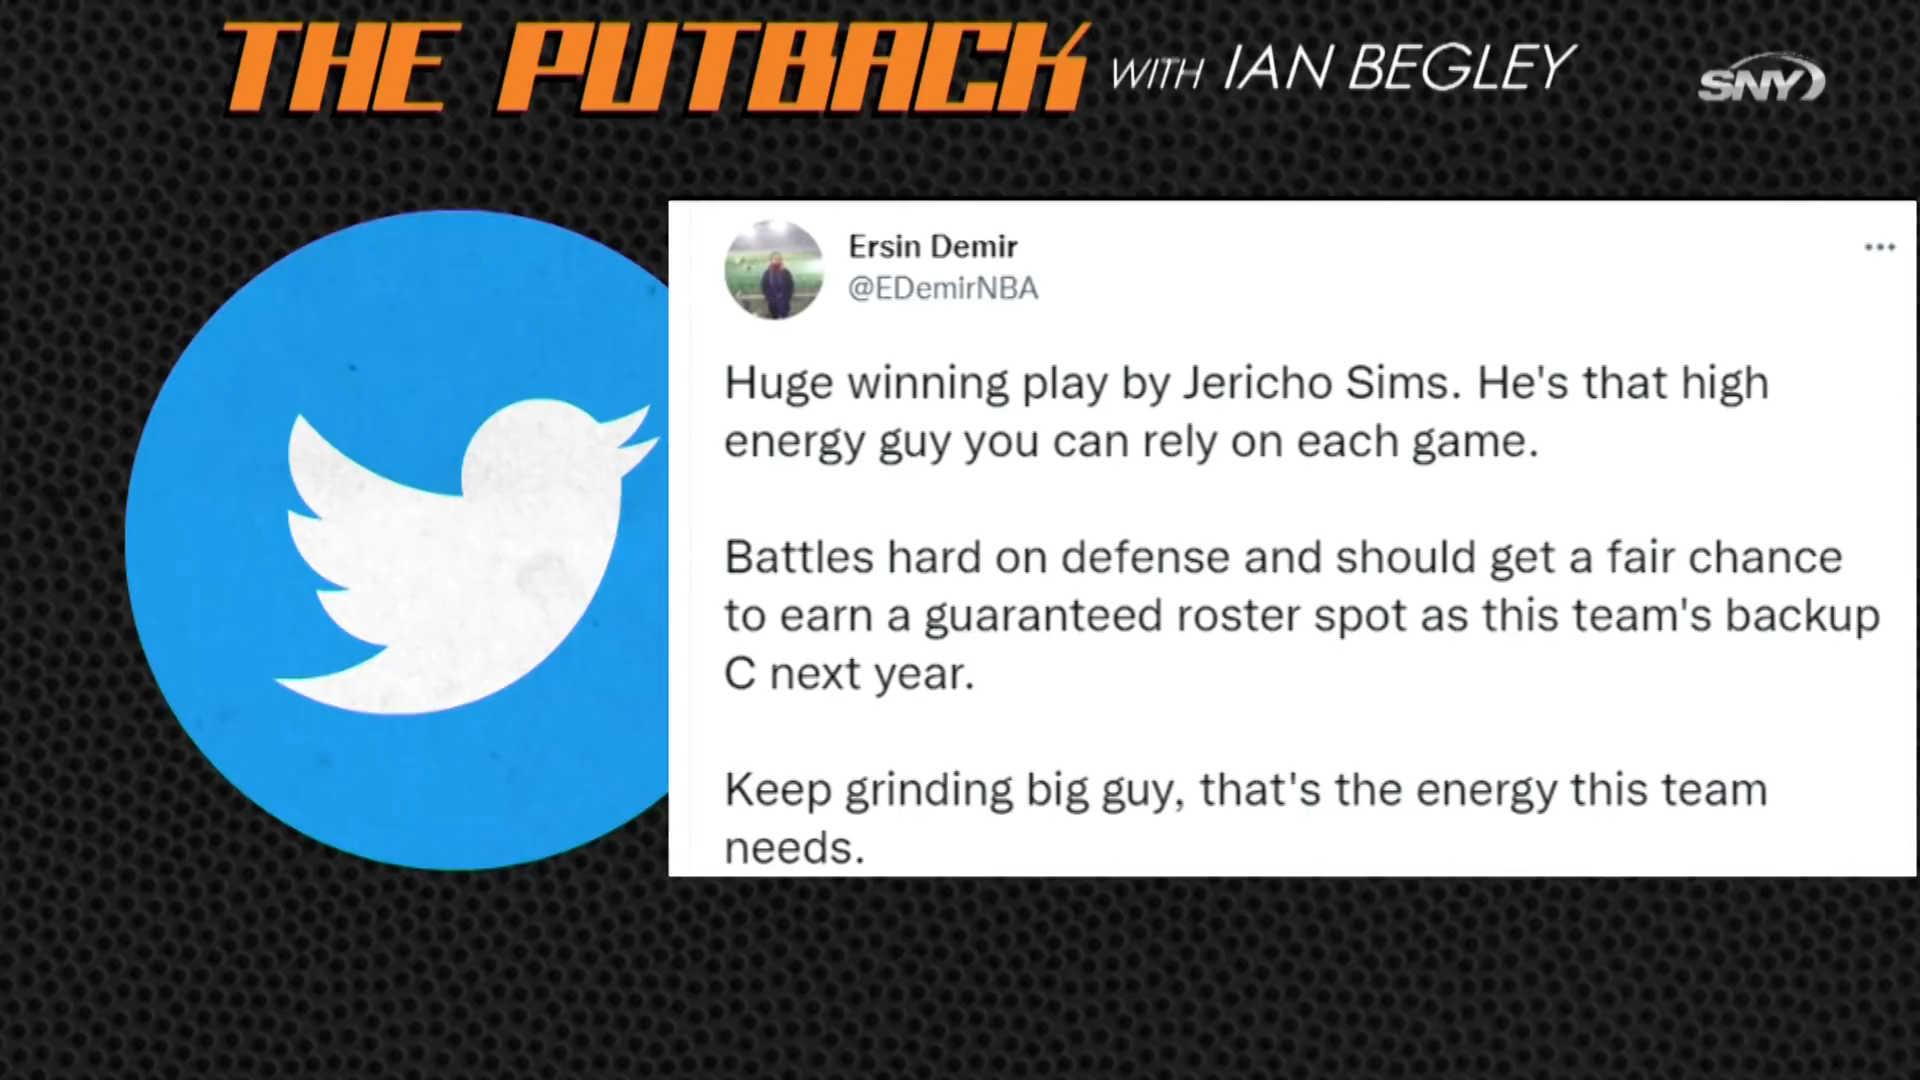 THE PUTBACK WITH IAN BEGLEY
SNY
Ersin Demir
@EDemirNBA
Huge winning play by Jericho Sims. He's that high
energy guy you can rely on each game.
Battles hard on defense and should get a fair chance
to earn a guaranteed roster spot as this team's backup
C next year.
Keep grinding big guy, that's the energy this team
needs.